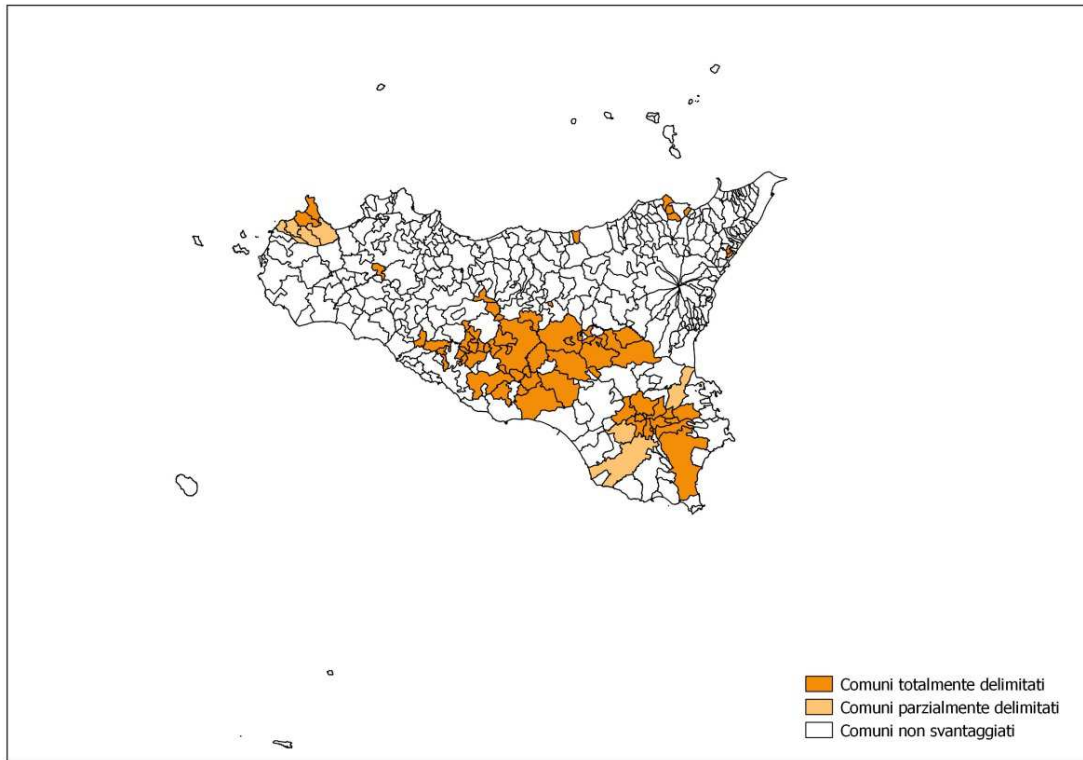 Comuni totalmente delimitati
Comuni parzialmente delimitati
Comuni non svantaggiati